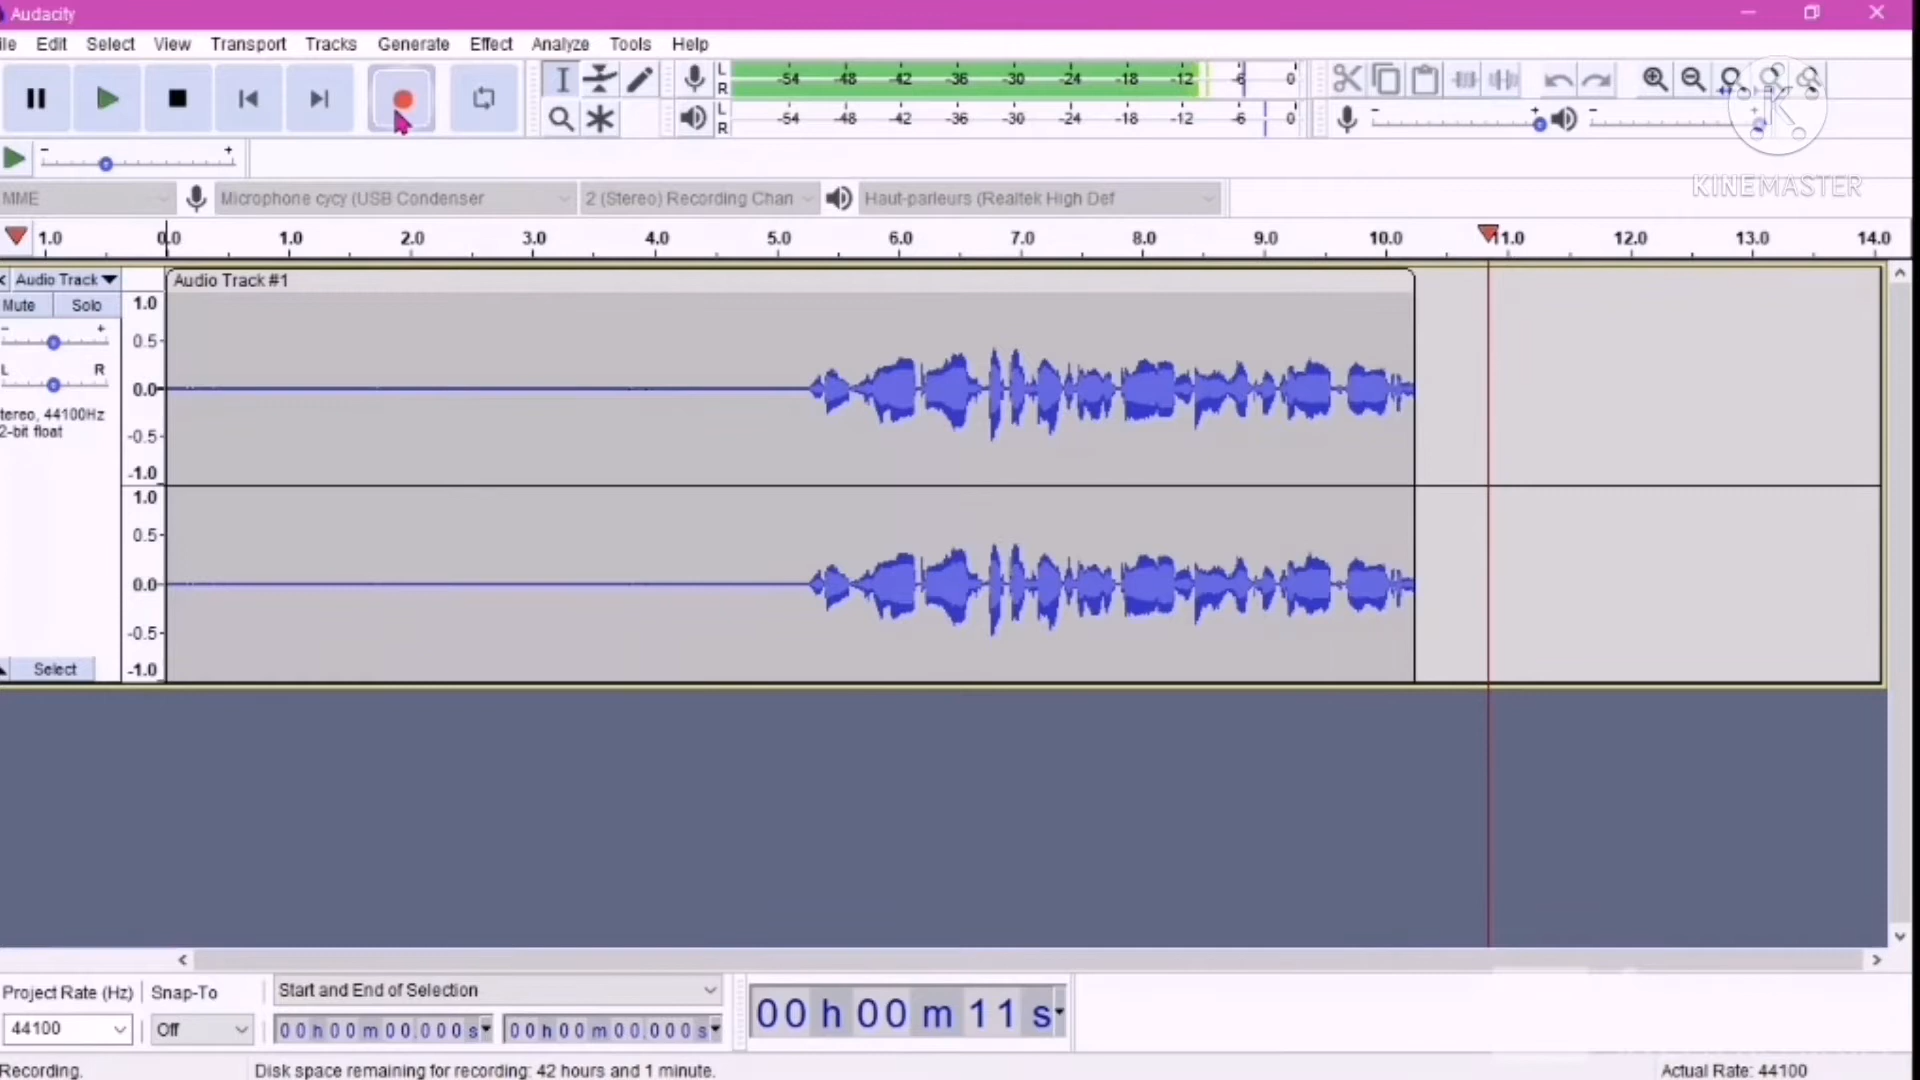 Audacity
ile Edit Select View Transport Tracks Generate Effect Analyze Tools Help
L R -54 -48 -42 -36 -30 -24 -18 -12 -6 0
L R -54 -48 -42 -36 -30 -24 -18 -12 -6 0
KINEMASTER
MME Microphone cycy (USB Condenser 2 (Stereo) Recording Chan Haut-parleurs (Realtek High Def
1.0 0.0 1.0 2.0 3.0 4.0 5.0 6.0 7.0 8.0 9.0 10.0 11.0 12.0 13.0 14.0
Audio Track Audio Track #1
Mute Solo
L R
tereo, 44100Hz
2-bit float
1.0
0.5
0.0
-0.5
-1.0
1.0
0.5
0.0
-0.5
-1.0
Select
Project Rate (Hz) Snap-To Start and End of Selection
44100 Off 00 h 00 m 00.000 s 00 h 00 m 00.000 s 00 h 00 m 11 s
Recording. Disk space remaining for recording: 42 hours and 1 minute. Actual Rate: 44100